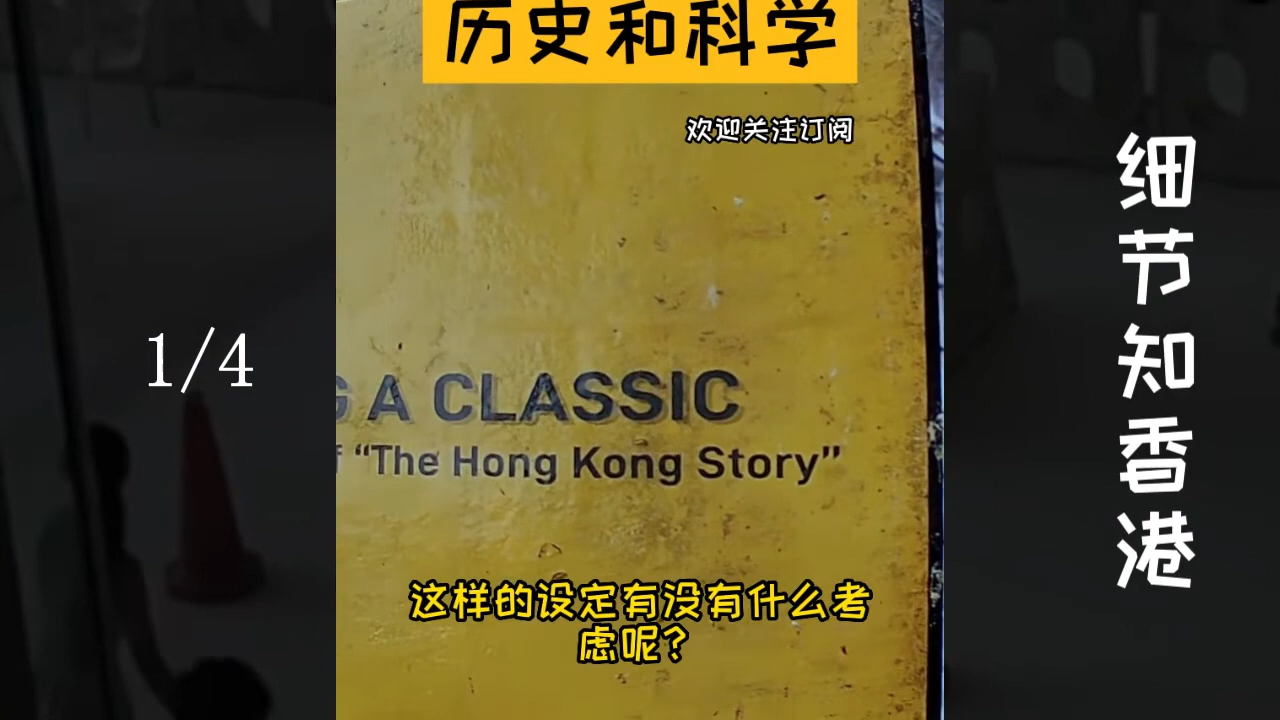 历史和科学
欢迎关注订阅
细节知香港
1/4
G A CLASSIC
f “The Hong Kong Story”
这样的设定有没有什么考
虑呢?